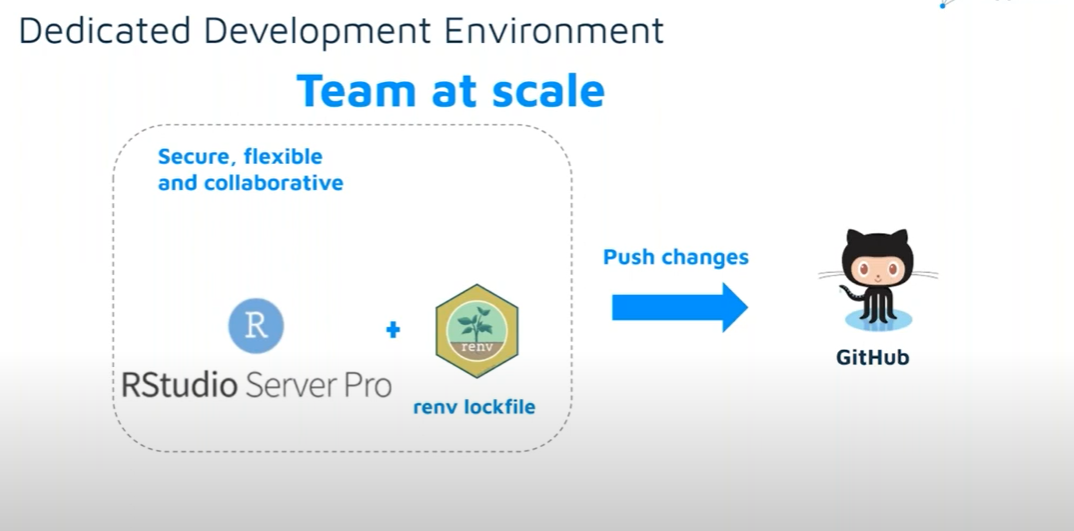 Dedicated Development Environment
Team at scale
Secure, flexible
and collaborative
Push changes
R
renv
GitHub
RStudio Server Pro
renv lockfile